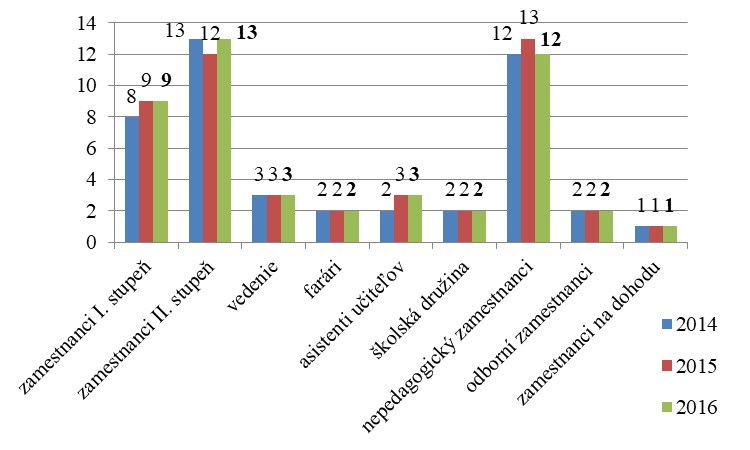 14
12
10
8
6
4
2
0
8 9 9
13 12 13
3 3 3
2 2 2
2 3 3
2 2 2
12 13 12
2 2 2
1 1 1
zamestnanci I. stupeň
zamestnanci II. stupeň
vedenie
farári
asistenti učiteľov
školská družina
nepedagogický zamestnanci
odborní zamestnanci
zamestnanci na dohodu
2014
2015
2016